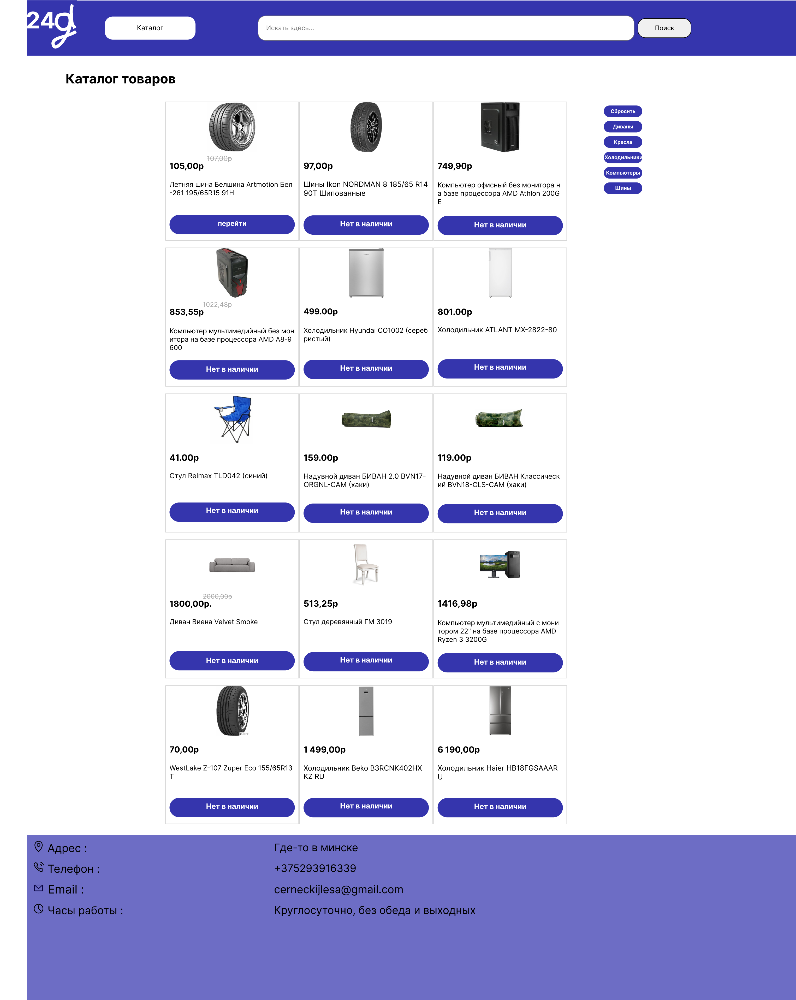 24d
Каталог
Искать здесь...
Поиск
Каталог товаров
107,00р
105,00р
Летняя шина Белшина Artmotion Бел
-261 195/65R15 91H
перейти
97,00р
Шины Ikon NORDMAN 8 185/65 R14
90T Шипованные
Нет в наличии
T6
749,90р
Компьютер офисный без монитора н
а базе процессора AMD Athlon 200G
E
Нет в наличии
Сбросить
Диваны
Кресла
Холодильники
Компьютеры
Шины
1022,48р
853,55р
Компьютер мультимедийный без мон
итора на базе процессора AMD A8-9
600
Нет в наличии
499.00р
Холодильник Hyundai CO1002 (сереб
ристый)
Нет в наличии
801.00р
Холодильник ATLANT MX-2822-80
Нет в наличии
41.00р
Стул Relmax TLD042 (синий)
Нет в наличии
159.00р
Надувной диван БИВАН 2.0 BVN17-
ORGNL-CAM (хаки)
Нет в наличии
119.00р
Надувной диван БИВАН Классическ
ий BVN18-CLS-CAM (хаки)
Нет в наличии
2000,00р
1800,00р.
Диван Виена Velvet Smoke
Нет в наличии
513,25р
Стул деревянный ГМ 3019
Нет в наличии
1416,98р
Компьютер мультимедийный с мони
тором 22" на базе процессора AMD
Ryzen 3 3200G
Нет в наличии
70,00р
WestLake Z-107 Zuper Eco 155/65R13
T
Нет в наличии
1 499,00р
Холодильник Beko B3RCNK402HX
KZ RU
Нет в наличии
6 190,00р
Холодильник Haier HB18FGSAAAR
U
Нет в наличии
Адрес :
Где-то в минске
Телефон :
+375293916339
Email :
cerneckijlesa@gmail.com
Часы работы :
Круглосуточно, без обеда и выходных